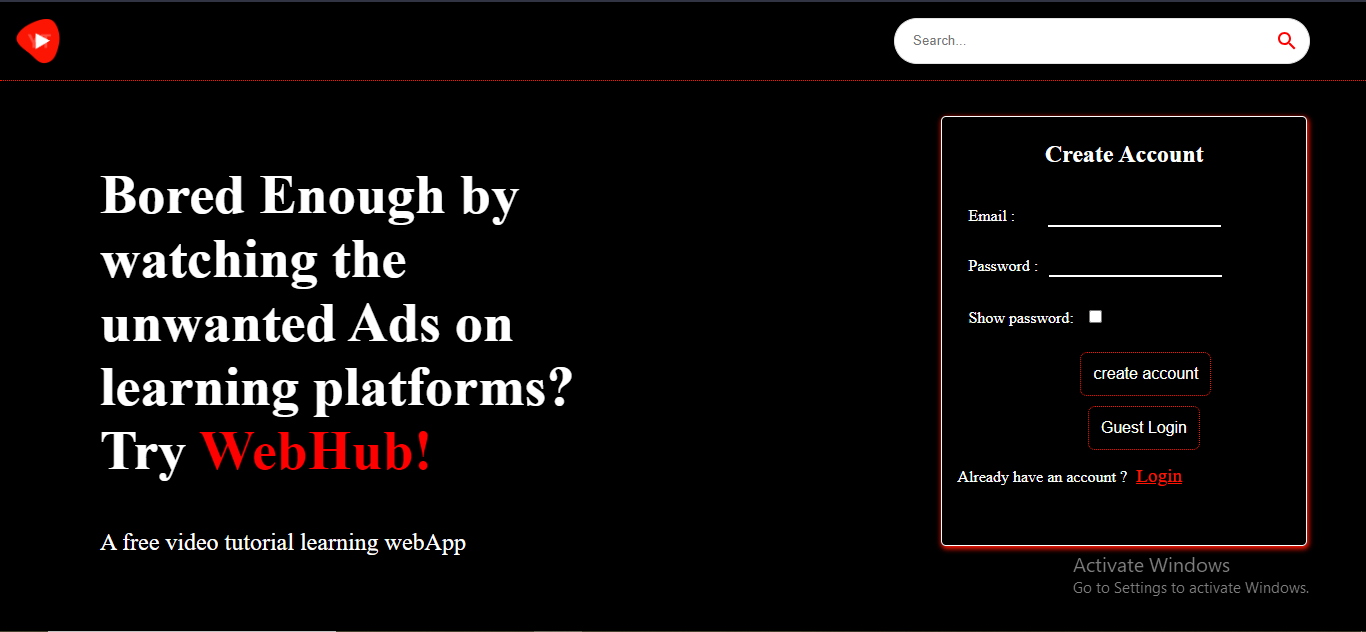 Search...
Bored Enough by
watching the
unwanted Ads on
learning platforms?
Try WebHub!
A free video tutorial learning webApp
Create Account
Email :
Password :
Show password:
create account
Guest Login
Already have an account ? Login
Activate Windows
Go to Settings to activate Windows.